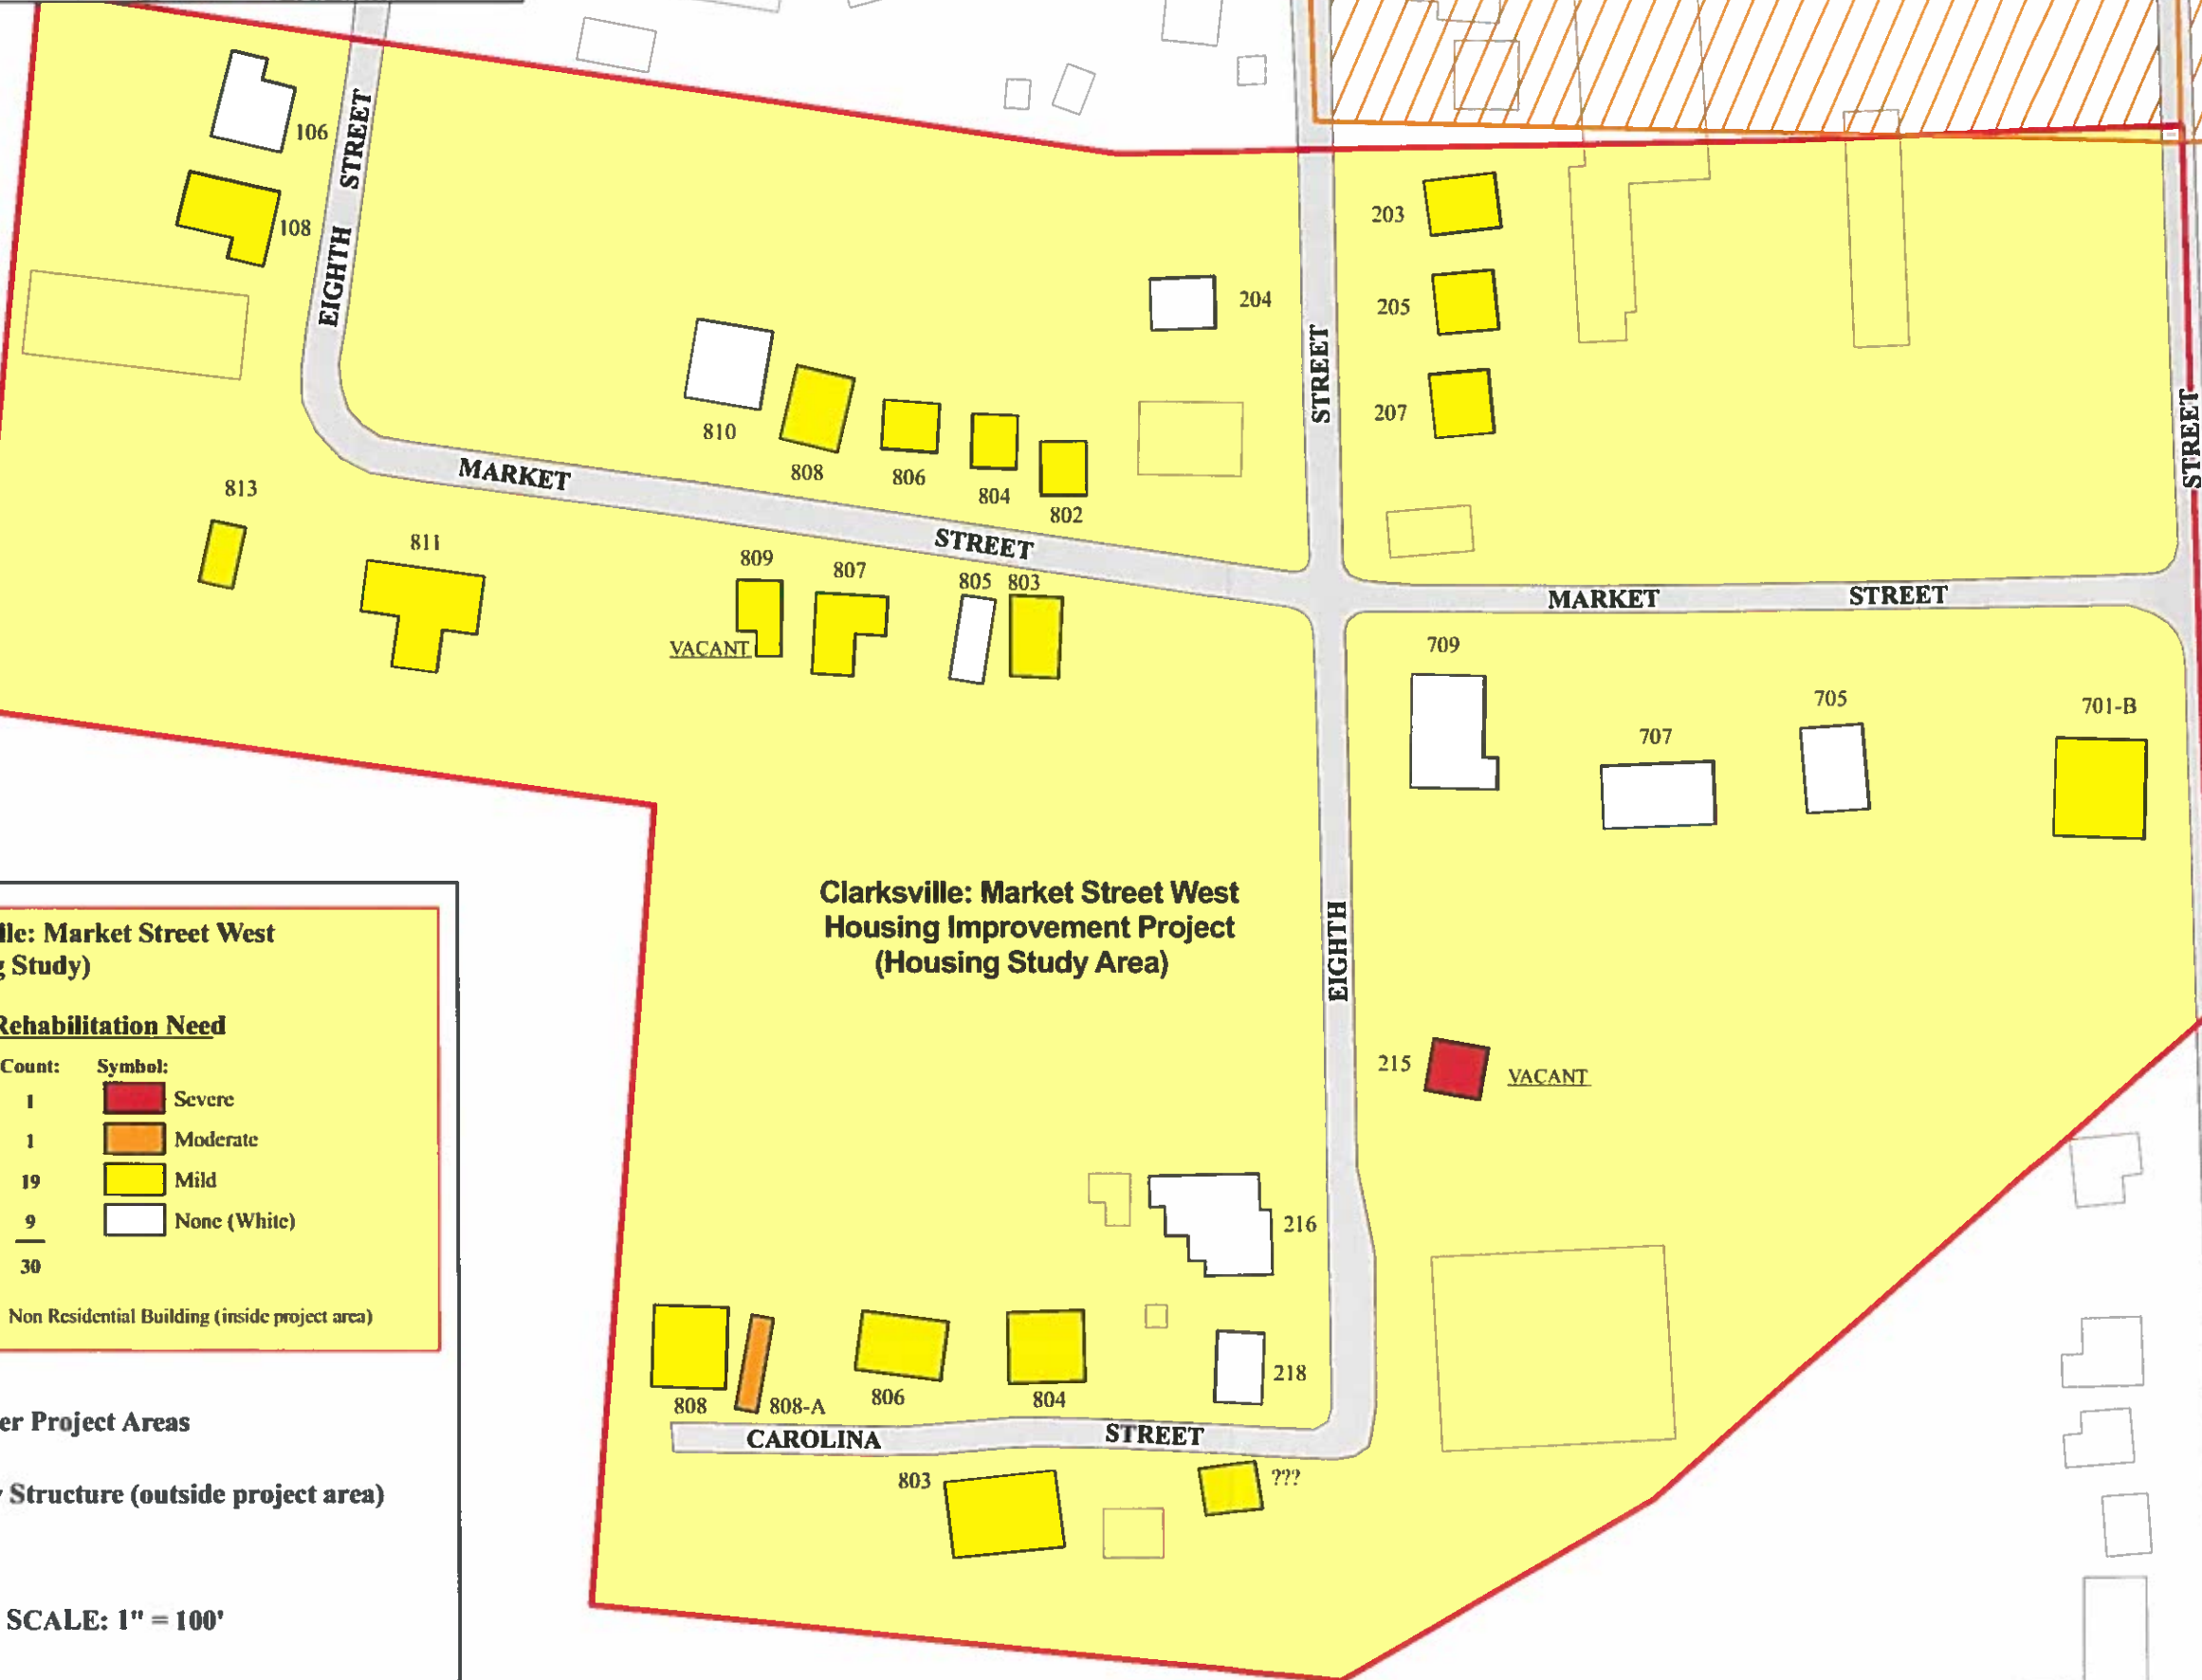 106
EIGHTH STREET
108
204
203
205
207
STREET
STREET
810
808
806
804
802
MARKET STREET
813
811
809
VACANT
807
805
803
MARKET STREET
709
707
705
701-B
Clarksville: Market Street West
Housing Improvement Project
(Housing Study Area)
EIGHTH
215
VACANT
216
218
808
808-A
806
804
CAROLINA STREET
803
???
lle: Market Street West
g Study)
Rehabilitation Need
Count: Symbol:
1 Severe
1 Moderate
19 Mild
9 None (White)
30
Non Residential Building (inside project area)
er Project Areas
Structure (outside project area)
SCALE: 1" = 100'